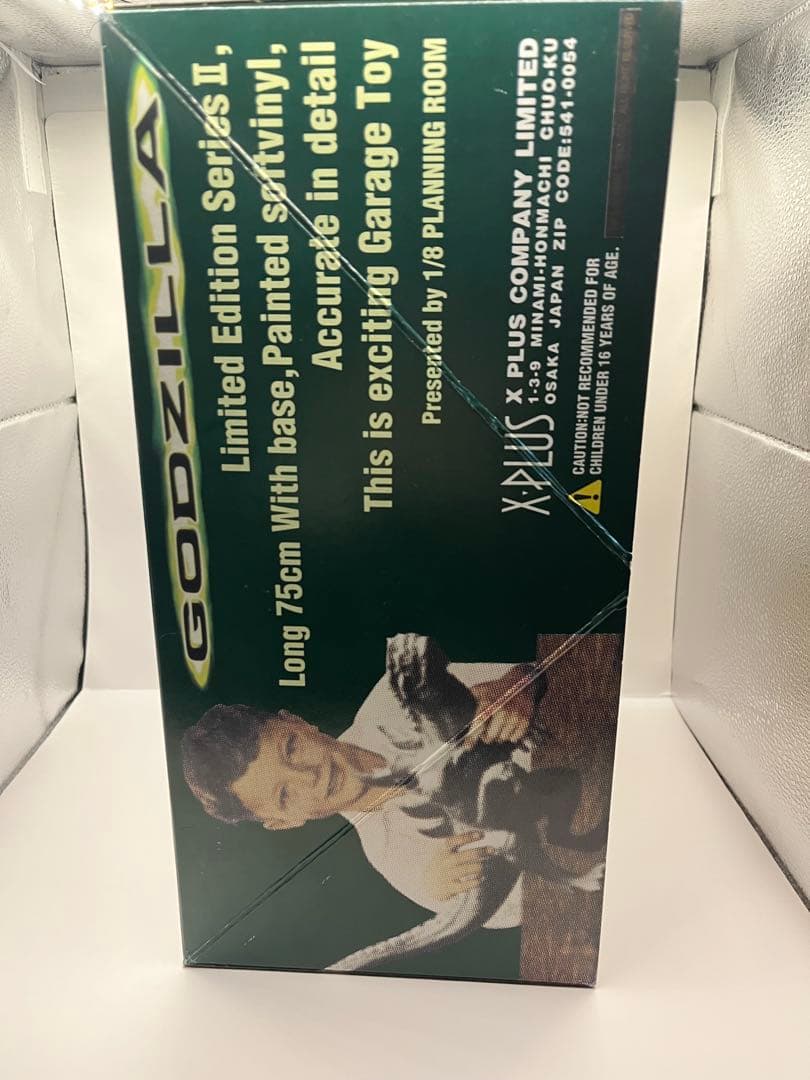 GODZILLA
Limited Edition Series II,
Long 75cm With base,Painted softvinyl,
Accurate in detail
This is exciting Garage Toy
Presented by 1/8 PLANNING ROOM
X-PLUS X PLUS COMPANY LIMITED
1-3-9 MINAMI-HONMACHI CHUO-KU
OSAKA JAPAN ZIP CODE:541-0054
CAUTION:NOT RECOMMENDED FOR
CHILDREN UNDER 16 YEARS OF AGE.